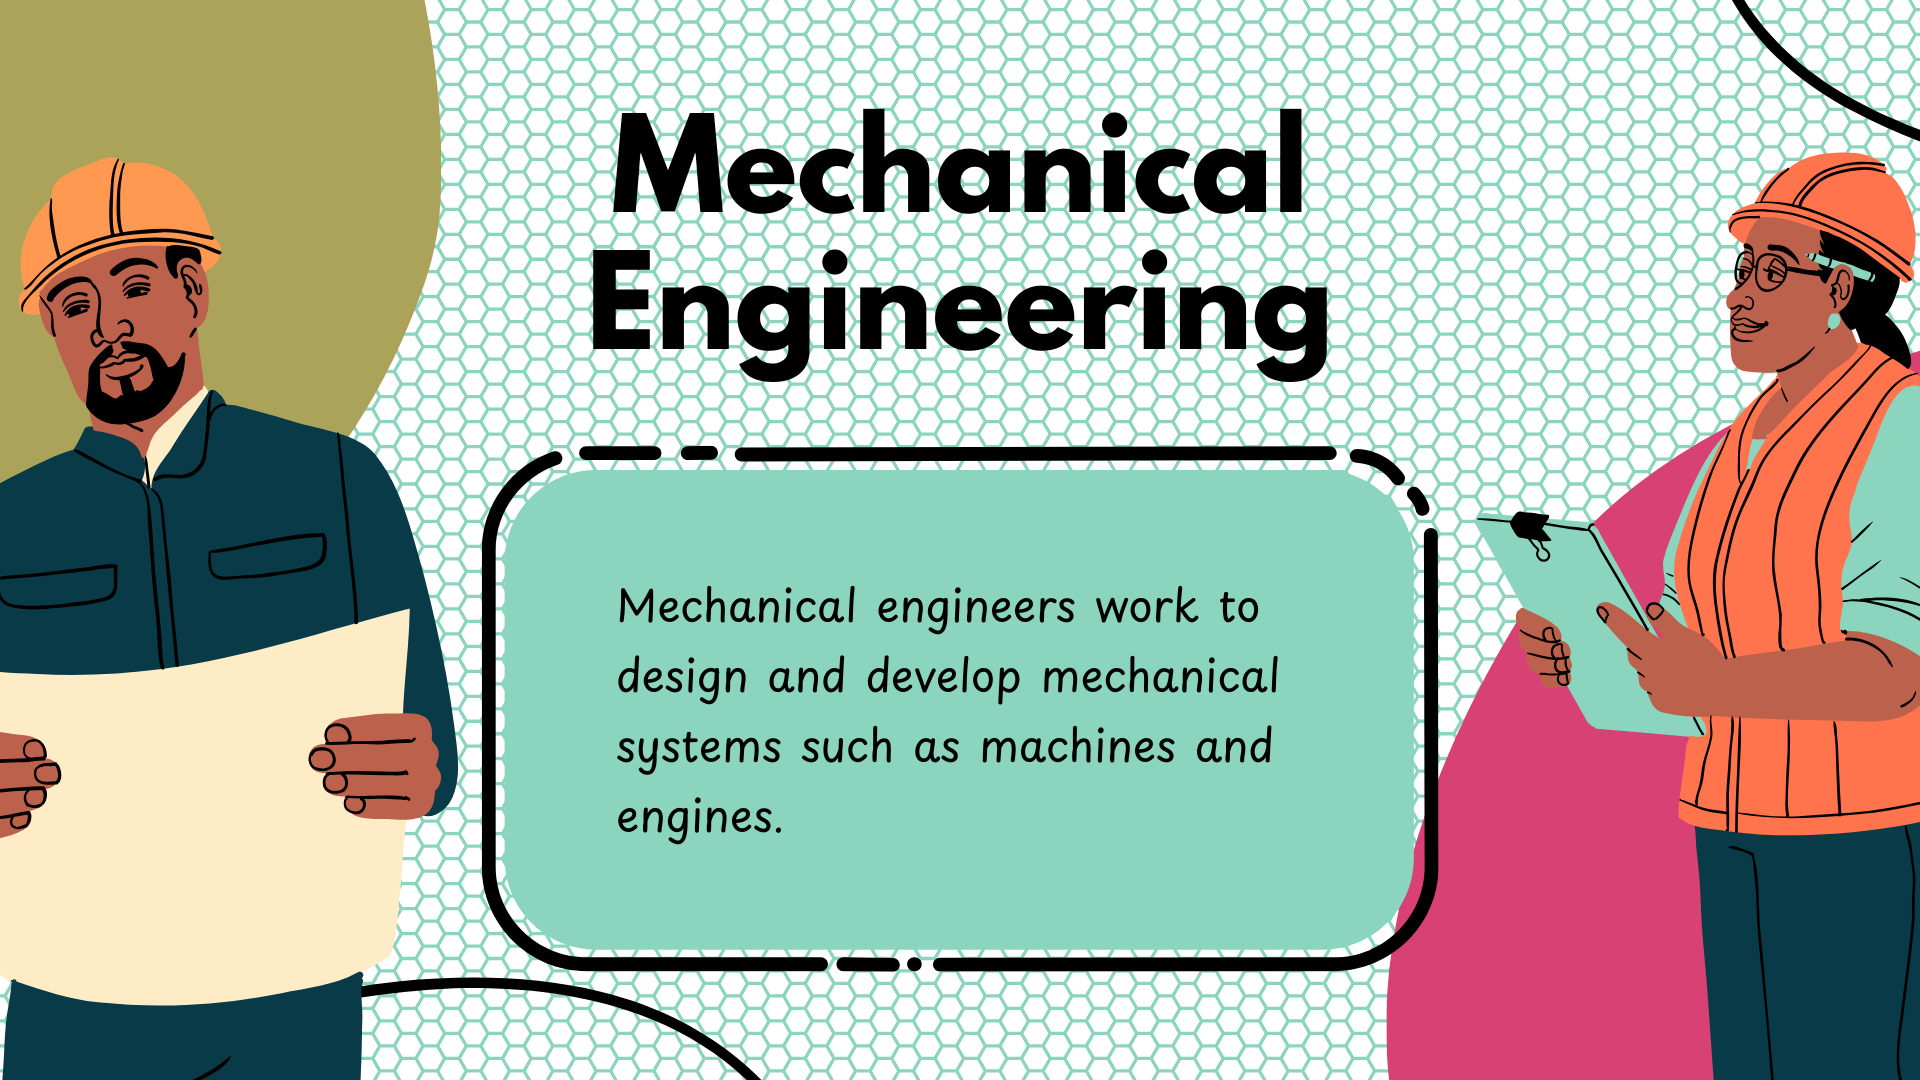 Mechanical
Engineering
Mechanical engineers work to
design and develop mechanical
systems such as machines and
engines.